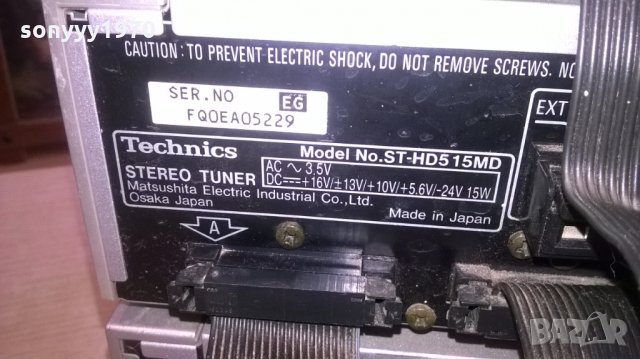 sonyyy1970
CAUTION: TO PREVENT ELECTRIC SHOCK, DO NOT REMOVE SCREWS. NO
SER.NO EG
FQ0EA05229
EXT
Technics Model No.ST-HD515MD
STEREO TUNER
AC ~ 3.5V
DC⎓+16V/±13V/+10V/+5.6V/-24V 15W
Matsushita Electric Industrial Co.,Ltd.
Osaka Japan Made in Japan
A
BAZAR